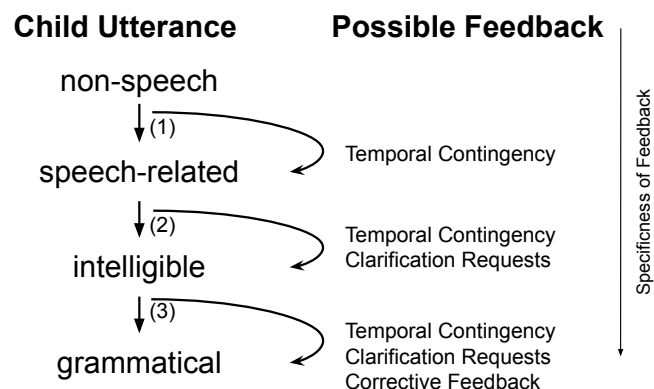 Child Utterance
Possible Feedback
non-speech
(1)
Temporal Contingency
speech-related
(2)
Temporal Contingency
Clarification Requests
intelligible
(3)
Temporal Contingency
Clarification Requests
Corrective Feedback
grammatical
Specificness of Feedback